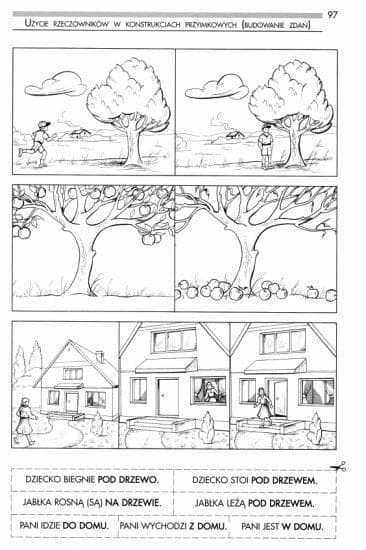 97
UŻYCIE RZECZOWNIKÓW W KONSTRUKCJACH PRZYIMKOWYCH (BUDOWANIE ZDAŃ)
DZIECKO BIEGNIE POD DRZEWO.
DZIECKO STOI POD DRZEWEM.
JABŁKA ROSNĄ (SĄ) NA DRZEWIE.
JABŁKA LEŻĄ POD DRZEWEM.
PANI IDZIE DO DOMU.
PANI WYCHODZI Z DOMU.
PANI JEST W DOMU.